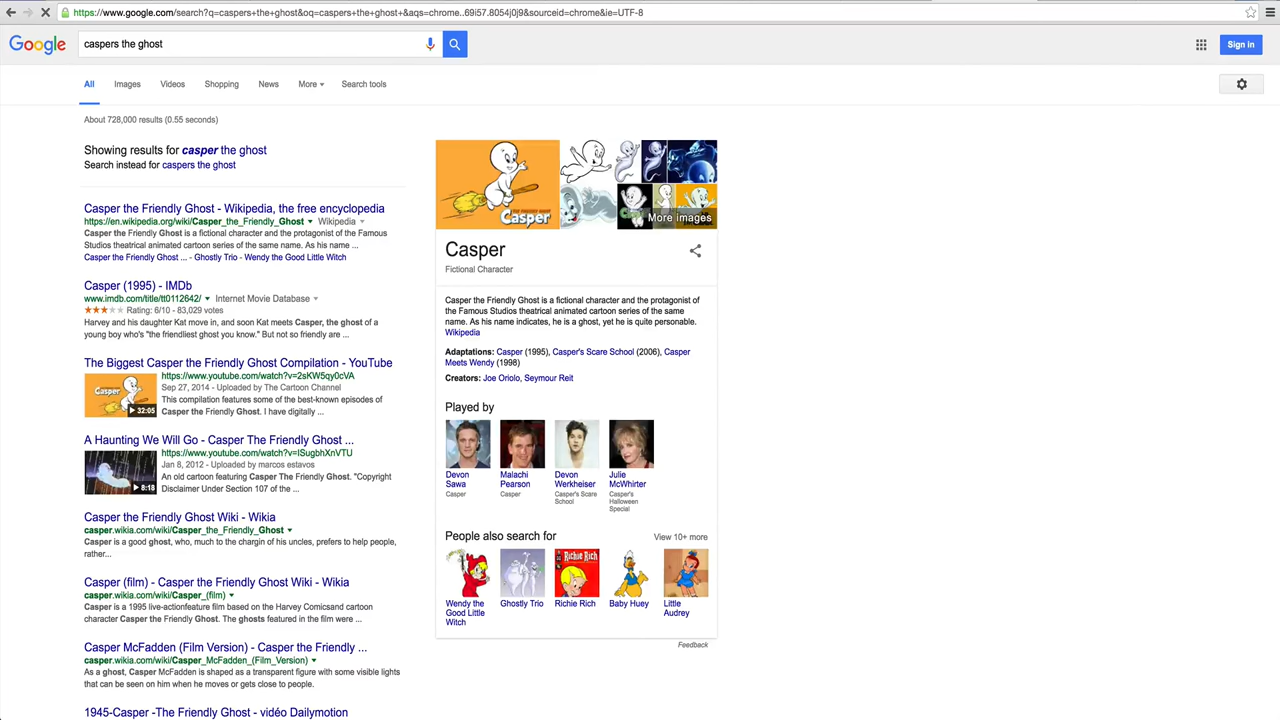 https://www.google.com/search?q=caspers+the+ghost&oq=caspers+the+ghost+&aqs=chrome..69i57.8054j0j9&sourceid=chrome&ie=UTF-8
Google
caspers the ghost
Sign in
All Images Videos Shopping News More Search tools
About 728,000 results (0.55 seconds)
Showing results for casper the ghost
Search instead for caspers the ghost
Casper the Friendly Ghost - Wikipedia, the free encyclopedia
https://en.wikipedia.org/wiki/Casper_the_Friendly_Ghost Wikipedia
Casper the Friendly Ghost is a fictional character and the protagonist of the Famous
Studios theatrical animated cartoon series of the same name. As his name ...
Casper the Friendly Ghost ... - Ghostly Trio - Wendy the Good Little Witch
Casper (1995) - IMDb
www.imdb.com/title/tt0112642/ Internet Movie Database
Rating: 6/10 - 83,029 votes
Harvey and his daughter Kat move in, and soon Kat meets Casper, the ghost of a
young boy who's "the friendliest ghost you know." But not so friendly are ...
The Biggest Casper the Friendly Ghost Compilation - YouTube
https://www.youtube.com/watch?v=2sKW5qy0cVA
Sep 27, 2014 - Uploaded by The Cartoon Channel
This compilation features some of the best-known episodes of
Casper the Friendly Ghost. I have digitally ...
Casper
32:05
A Haunting We Will Go - Casper The Friendly Ghost ...
https://www.youtube.com/watch?v=ISugbhXnVTU
Jan 8, 2012 - Uploaded by marcos estavos
An old cartoon featuring Casper The Friendly Ghost. "Copyright
Disclaimer Under Section 107 of the ...
8:18
Casper the Friendly Ghost Wiki - Wikia
casper.wikia.com/wiki/Casper_the_Friendly_Ghost
Casper is a good ghost, who, much to the chargin of his uncles, prefers to help people,
rather...
Casper (film) - Casper the Friendly Ghost Wiki - Wikia
casper.wikia.com/wiki/Casper_(film)
Casper is a 1995 live-actionfeature film based on the Harvey Comicsand cartoon
character Casper the Friendly Ghost. The ghosts featured in the film were ...
Casper McFadden (Film Version) - Casper the Friendly ...
casper.wikia.com/wiki/Casper_McFadden_(Film_Version)
As a ghost, Casper McFadden is shaped as a transparent figure with some visible lights
that can be seen on him when he moves or gets close to people.
1945-Casper -The Friendly Ghost - vidéo Dailymotion
Casper
More images
Casper
Fictional Character
Casper the Friendly Ghost is a fictional character and the protagonist of
the Famous Studios theatrical animated cartoon series of the same
name. As his name indicates, he is a ghost, yet he is quite personable.
Wikipedia
Adaptations: Casper (1995), Casper's Scare School (2006), Casper
Meets Wendy (1998)
Creators: Joe Oriolo, Seymour Reit
Played by
Devon Malachi Devon Julie
Sawa Pearson Werkheiser McWhirter
Casper Casper Casper's Scare Casper's
School Halloween
Special
People also search for View 10+ more
Richie Rich
Wendy the Ghostly Trio Richie Rich Baby Huey Little
Good Little Audrey
Witch
Feedback